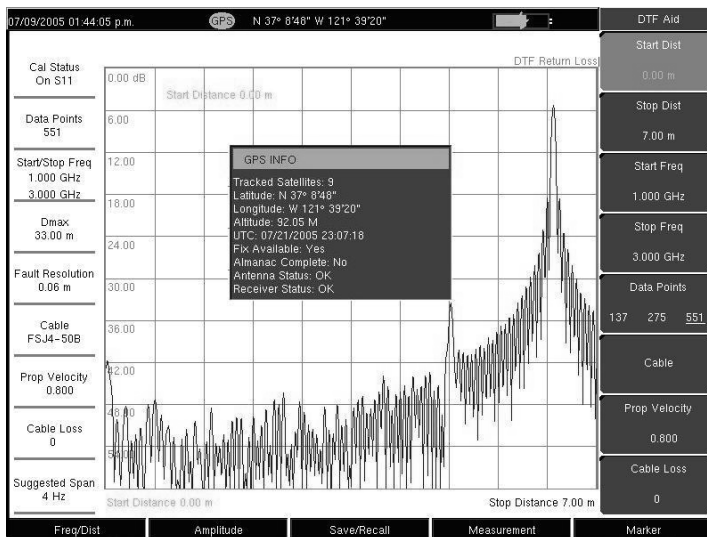 07/09/2005 01:44:05 p.m.
GPS
N 37º 8'48" W 121º 39'20"
DTF Aid
Cal Status
On S11
Data Points
551
Start/Stop Freq
1.000 GHz
3.000 GHz
Dmax
33.00 m
Fault Resolution
0.06 m
Cable
FSJ4-50B
Prop Velocity
0.800
Cable Loss
0
Suggested Span
4 Hz
DTF Return Loss
0.00 dB
Start Distance 0.00 m
6.00
12.00
18.00
24.00
30.00
36.00
42.00
48.00
54.00
GPS INFO
Tracked Satellites: 9
Latitude: N 37º 8'48"
Longitude: W 121º 39'20"
Altitude: 92.05 M
UTC: 07/21/2005 23:07:18
Fix Available: Yes
Almanac Complete: No
Antenna Status: OK
Receiver Status: OK
Start Distance 0.00 m
Stop Distance 7.00 m
Start Dist
0.00 m
Stop Dist
7.00 m
Start Freq
1.000 GHz
Stop Freq
3.000 GHz
Data Points
137 275 551
Cable
Prop Velocity
0.800
Cable Loss
0
Freq/Dist
Amplitude
Save/Recall
Measurement
Marker